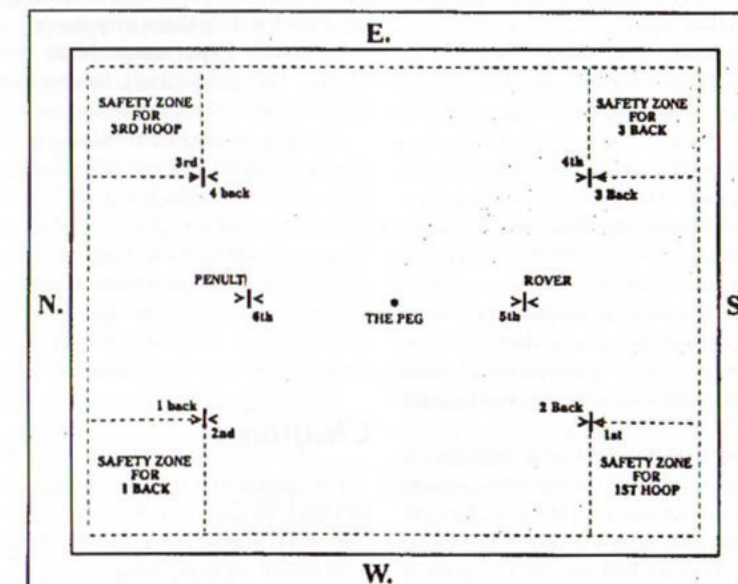 E.
SAFETY ZONE
FOR
3RD HOOP
SAFETY ZONE
FOR
3 BACK
3rd
4 back
4th
3 Back
N.
PENULT
6th
THE PEG
ROVER
5th
S
1 back
2nd
2 Back
1st
SAFETY ZONE
FOR
1 BACK
SAFETY ZONE
FOR
1ST HOOP
W.